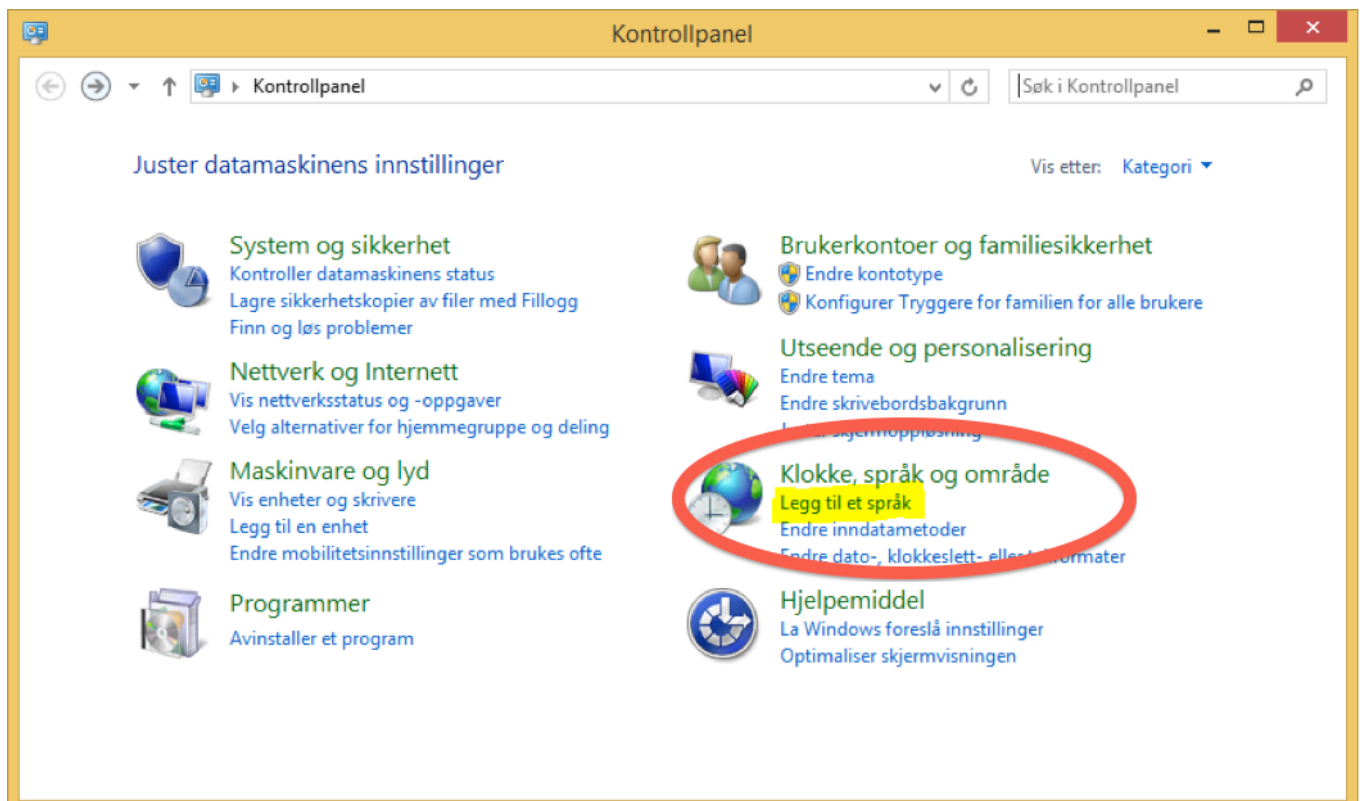 Kontrollpanel
Kontrollpanel
Søk i Kontrollpanel
Juster datamaskinens innstillinger
Vis etter: Kategori
System og sikkerhet
Kontroller datamaskinens status
Lagre sikkerhetskopier av filer med Fillogg
Finn og løs problemer
Nettverk og Internett
Vis nettverksstatus og -oppgaver
Velg alternativer for hjemmegruppe og deling
Maskinvare og lyd
Vis enheter og skrivere
Legg til en enhet
Endre mobilitetsinnstillinger som brukes ofte
Programmer
Avinstaller et program
Brukerkontoer og familiesikkerhet
Endre kontotype
Konfigurer Tryggere for familien for alle brukere
Utseende og personalisering
Endre tema
Endre skrivebordsbakgrunn
skjermoppløsning
Klokke, språk og område
Legg til et språk
Endre inndatametoder
Endre dato-, klokkeslett- eller
Hjelpemiddel
La Windows foreslå innstillinger
Optimaliser skjermvisningen